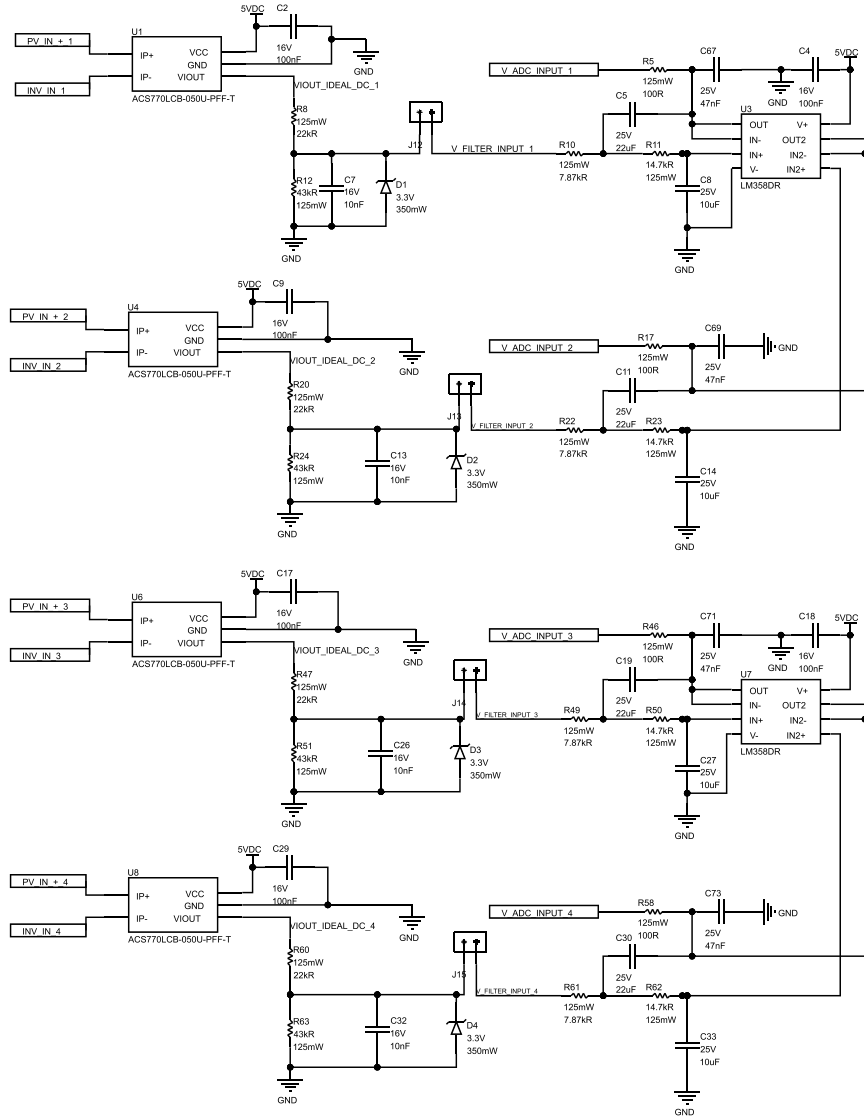 5VDC
C2
U1
PV_IN_+_1
IP+
VCC
16V
GND
100nF
GND
INV_IN_1
IP-
VIOUT
ACS770LCB-050U-PFF-T
VIOUT_IDEAL_DC_1
R8
125mW
22kR
J12
V_FILTER_INPUT_1
R12
43kR
125mW
C7
16V
10nF
D1
3.3V
350mW
GND
V_ADC_INPUT_1
R5
125mW
100R
C67
25V
47nF
GND
C4
16V
100nF
5VDC
C5
25V
22uF
U3
OUT
IN-
IN+
V-
V+
OUT2
IN2-
IN2+
LM358DR
R10
125mW
7.87kR
R11
14.7kR
125mW
C8
25V
10uF
GND
5VDC
C9
U4
PV_IN_+_2
IP+
VCC
16V
GND
100nF
GND
INV_IN_2
IP-
VIOUT
ACS770LCB-050U-PFF-T
VIOUT_IDEAL_DC_2
R20
125mW
22kR
J13
V_FILTER_INPUT_2
R24
43kR
125mW
C13
16V
10nF
D2
3.3V
350mW
GND
V_ADC_INPUT_2
R17
125mW
100R
C69
25V
47nF
GND
C11
25V
22uF
R22
125mW
7.87kR
R23
14.7kR
125mW
C14
25V
10uF
GND
5VDC
C17
U6
PV_IN_+_3
IP+
VCC
16V
GND
100nF
GND
INV_IN_3
IP-
VIOUT
ACS770LCB-050U-PFF-T
VIOUT_IDEAL_DC_3
R47
125mW
22kR
J14
V_FILTER_INPUT_3
R51
43kR
125mW
C26
16V
10nF
D3
3.3V
350mW
GND
V_ADC_INPUT_3
R46
125mW
100R
C71
25V
47nF
GND
C18
16V
100nF
5VDC
C19
25V
22uF
U7
OUT
IN-
IN+
V-
V+
OUT2
IN2-
IN2+
LM358DR
R49
125mW
7.87kR
R50
14.7kR
125mW
C27
25V
10uF
GND
5VDC
C29
U8
PV_IN_+_4
IP+
VCC
16V
GND
100nF
GND
INV_IN_4
IP-
VIOUT
ACS770LCB-050U-PFF-T
VIOUT_IDEAL_DC_4
R60
125mW
22kR
J15
V_FILTER_INPUT_4
R63
43kR
125mW
C32
16V
10nF
D4
3.3V
350mW
GND
V_ADC_INPUT_4
R58
125mW
100R
C73
25V
47nF
GND
C30
25V
22uF
R61
125mW
7.87kR
R62
14.7kR
125mW
C33
25V
10uF
GND